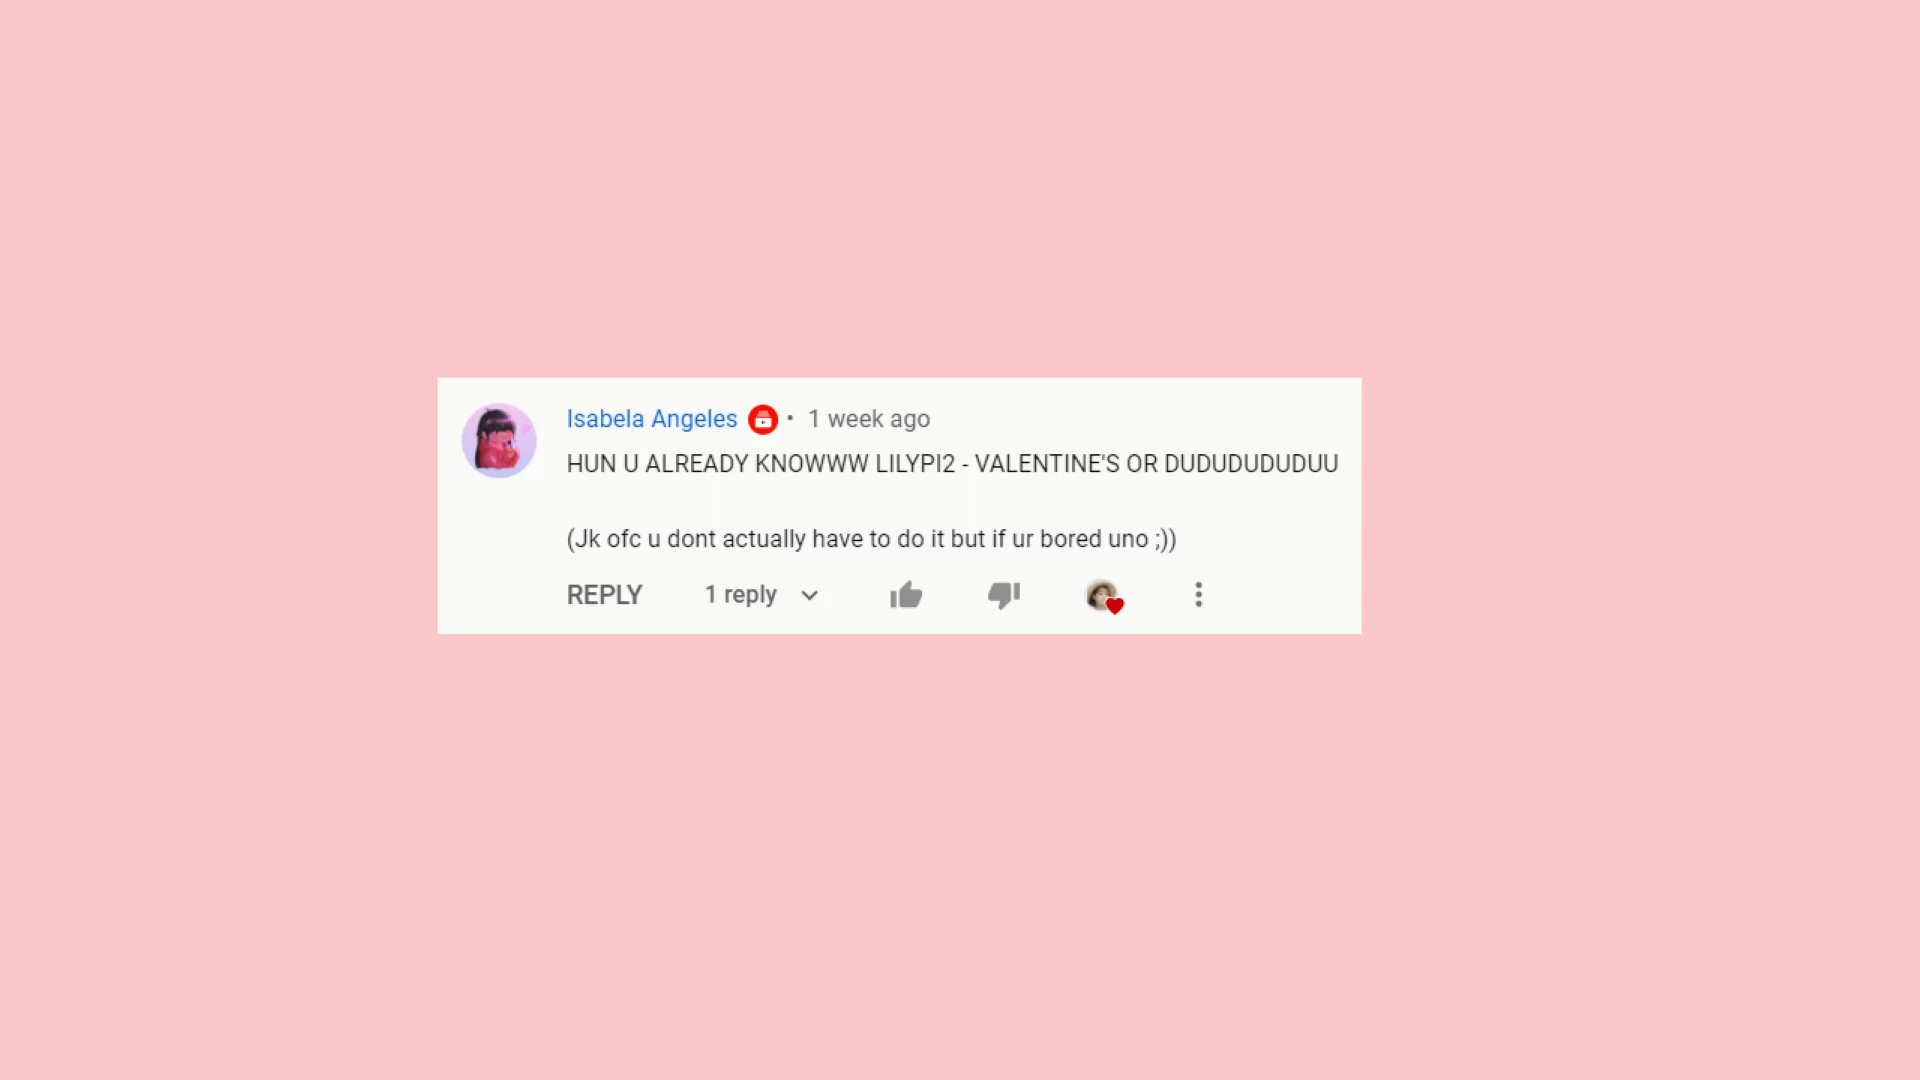 Isabela Angeles • 1 week ago
HUN U ALREADY KNOWWW LILYPI2 - VALENTINE'S OR DUDUDUDUDUU
(Jk ofc u dont actually have to do it but if ur bored uno ;))
REPLY 1 reply